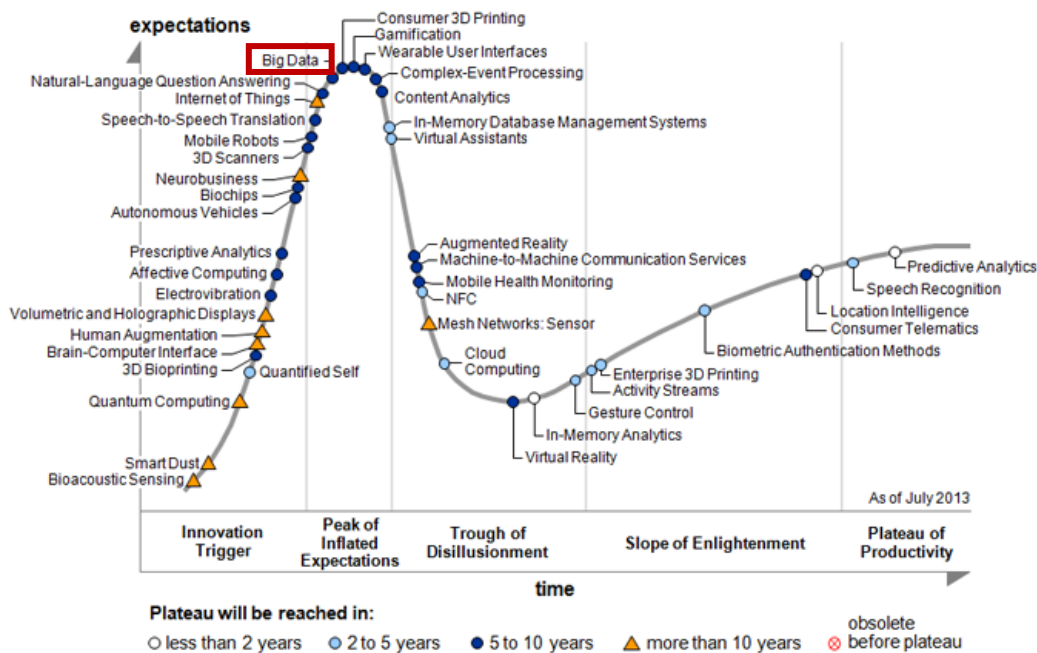 expectations
Consumer 3D Printing
Gamification
Wearable User Interfaces
Big Data
Complex-Event Processing
Natural-Language Question Answering
Content Analytics
Internet of Things
Speech-to-Speech Translation
In-Memory Database Management Systems
Mobile Robots
Virtual Assistants
3D Scanners
Neurobusiness
Biochips
Autonomous Vehicles
Augmented Reality
Prescriptive Analytics
Machine-to-Machine Communication Services
Affective Computing
Mobile Health Monitoring
Electrovibration
NFC
Volumetric and Holographic Displays
Mesh Networks: Sensor
Human Augmentation
Brain-Computer Interface
3D Bioprinting
Quantified Self
Cloud
Computing
Quantum Computing
Smart Dust
Bioacoustic Sensing
Predictive Analytics
Speech Recognition
Location Intelligence
Consumer Telematics
Biometric Authentication Methods
Enterprise 3D Printing
Activity Streams
Gesture Control
In-Memory Analytics
Virtual Reality
As of July 2013
Innovation
Trigger
Peak of
Inflated
Expectations
Trough of
Disillusionment
Slope of Enlightenment
Plateau of
Productivity
time
Plateau will be reached in:
less than 2 years
2 to 5 years
5 to 10 years
more than 10 years
obsolete
before plateau